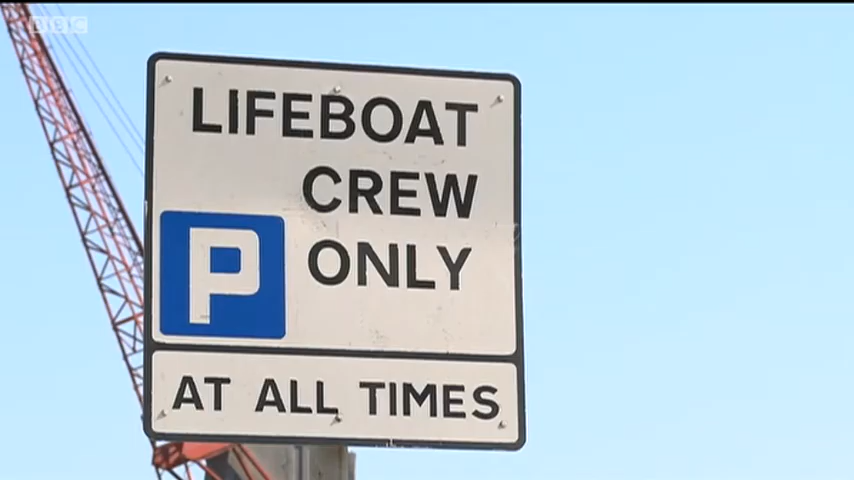 BBC
LIFEBOAT
CREW
P ONLY
AT ALL TIMES